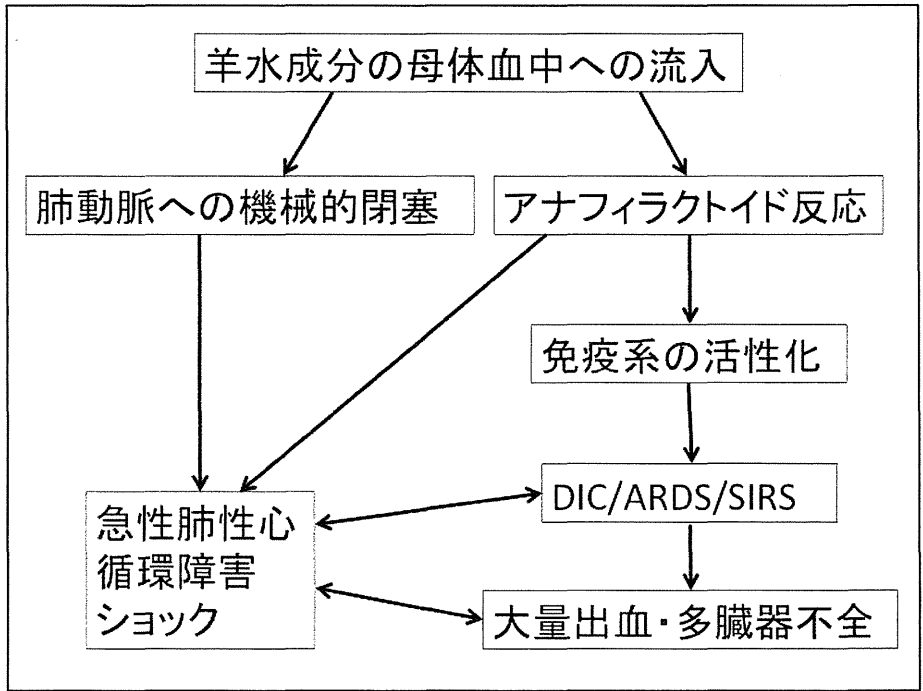 羊水成分の母体血中への流入
肺動脈への機械的閉塞
アナフィラクトイド反応
免疫系の活性化
急性肺性心
循環障害
ショック
DIC/ARDS/SIRS
大量出血・多臓器不全